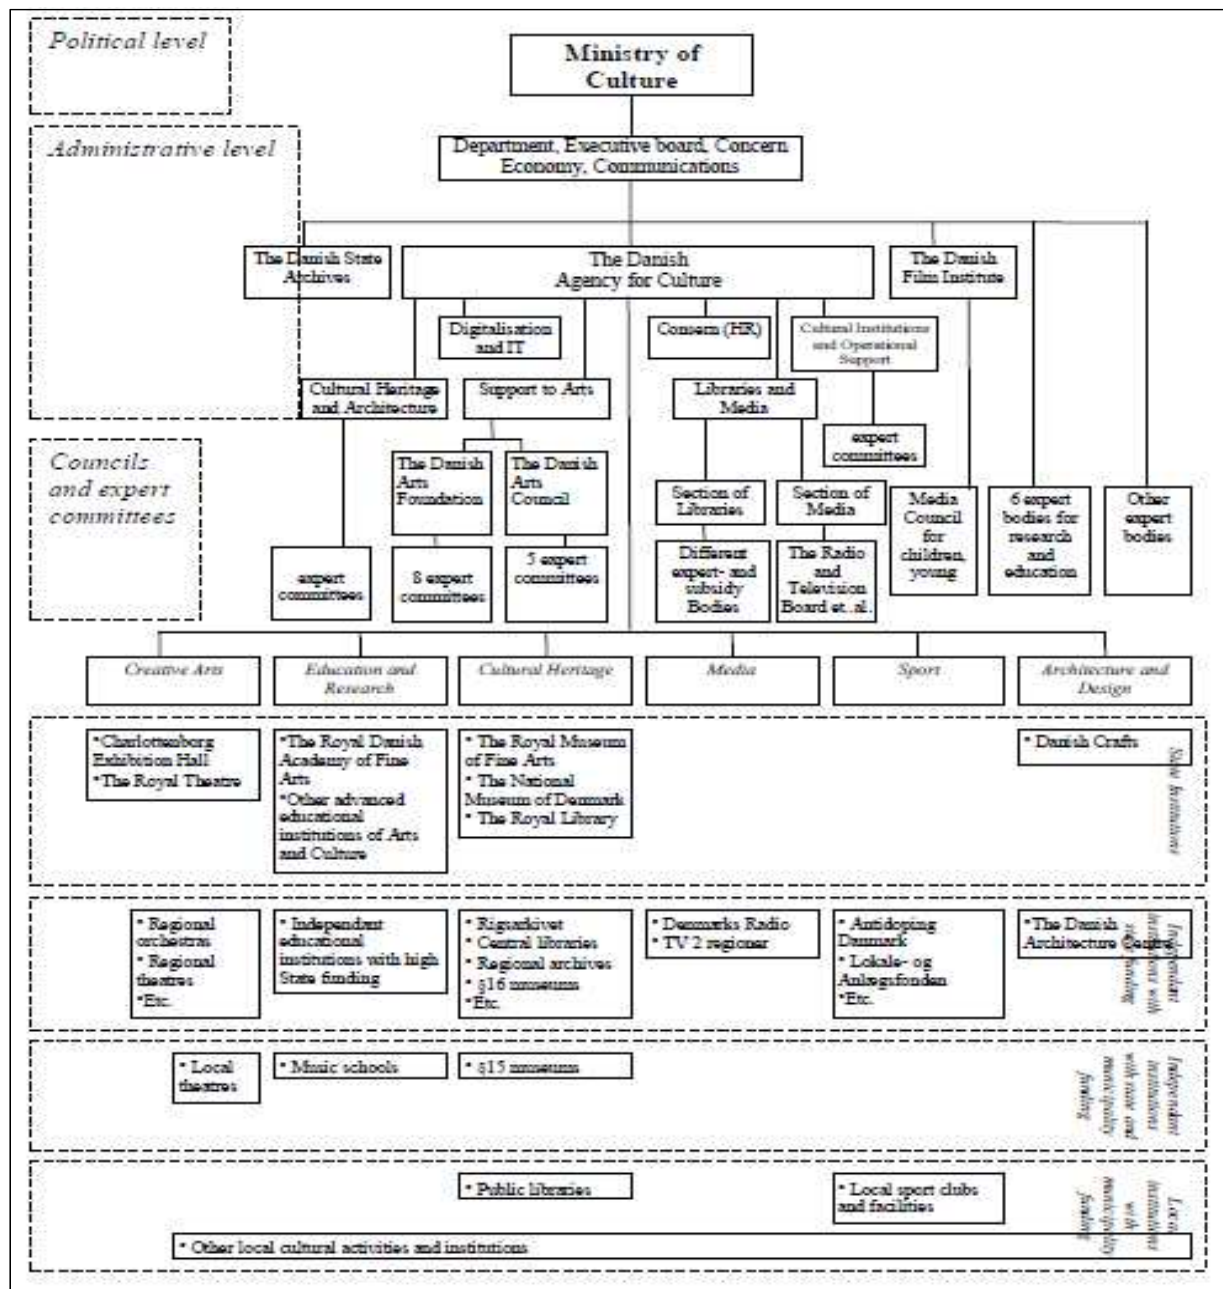 Political level
Ministry of
Culture
Administrative level
Department, Executive board, Concern
Economy, Communications
The Danish State
Archives
The Danish
Agency for Culture
The Danish
Film Institute
Digitalisation
and IT
Consern (HR)
Cultural Institutions
and Operational
Support
Cultural Heritage
and Architecture
Support to Arts
Libraries and
Media
expert
committees
Councils
and expert
committees
The Danish
Arts
Foundation
The Danish
Arts
Council
Section of
Libraries
Section of
Media
Media
Council
for
children,
young
6 expert
bodies for
research
and
education
Other
expert
bodies
expert
committees
8 expert
committees
5 expert
committees
Different
expert- and
subsidy
Bodies
The Radio
and
Television
Board et. al.
Creative Arts
Education and
Research
Cultural Heritage
Media
Sport
Architecture and
Design
*Charlottenborg
Exhibition Hall
*The Royal Theatre
*The Royal Danish
Academy of Fine
Arts
*Other advanced
educational
institutions of Arts
and Culture
* The Royal Museum
of Fine Arts
* The National
Museum of Denmark
* The Royal Library
* Danish Crafts
State Institutions
* Regional
orchestras
* Regional
theatres
*Etc.
* Independant
educational
institutions with high
State funding
* Rigsarkivet
* Central libraries
* Regional archives
* §16 museums
*Etc.
* Denmarks Radio
* TV 2 regioner
* Antidoping
Danmark
* Lokale- og
Anlægsfonden
*Etc.
*The Danish
Architecture Centre
Independent
institutions with
state funding
* Local
theatres
* Music schools
* §15 museums
Independent
institutions
with state and
municipality
funding
* Public libraries
* Local sport clubs
and facilities
* Other local cultural activities and institutions
Local
institutions
with
municipality
funding